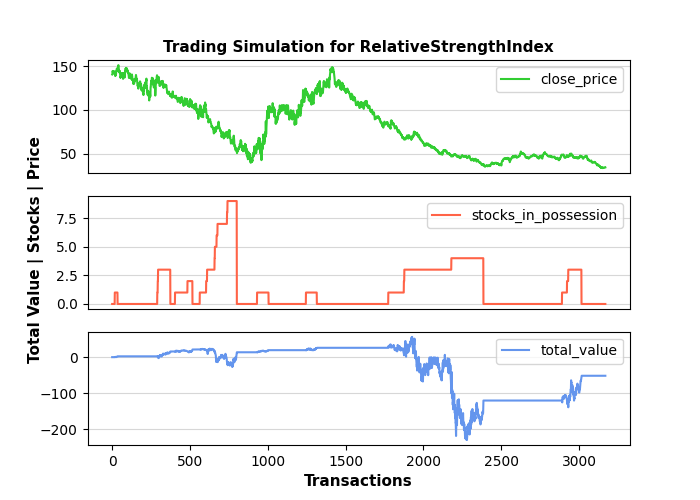 Trading Simulation for RelativeStrengthIndex
Total Value | Stocks | Price
150
100
50
close_price
7.5
5.0
2.5
0.0
stocks_in_possession
0
−100
−200
total_value
0
500
1000
1500
2000
2500
3000
Transactions